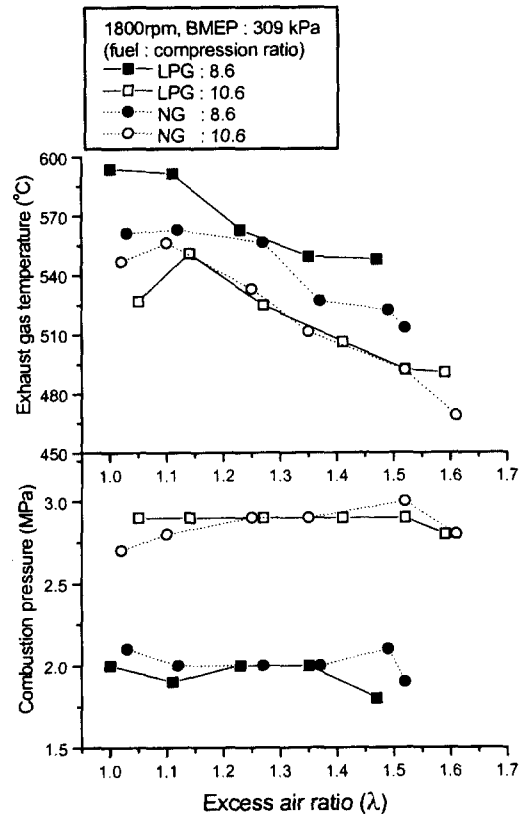 1800rpm, BMEP : 309 kPa
(fuel : compression ratio)
LPG : 8.6
LPG : 10.6
NG : 8.6
NG : 10.6
Exhaust gas temperature (°C)
600
570
540
510
480
450
1.0 1.1 1.2 1.3 1.4 1.5 1.6 1.7
Combustion pressure (MPa)
3.0
2.5
2.0
1.5
1.0 1.1 1.2 1.3 1.4 1.5 1.6 1.7
Excess air ratio (λ)